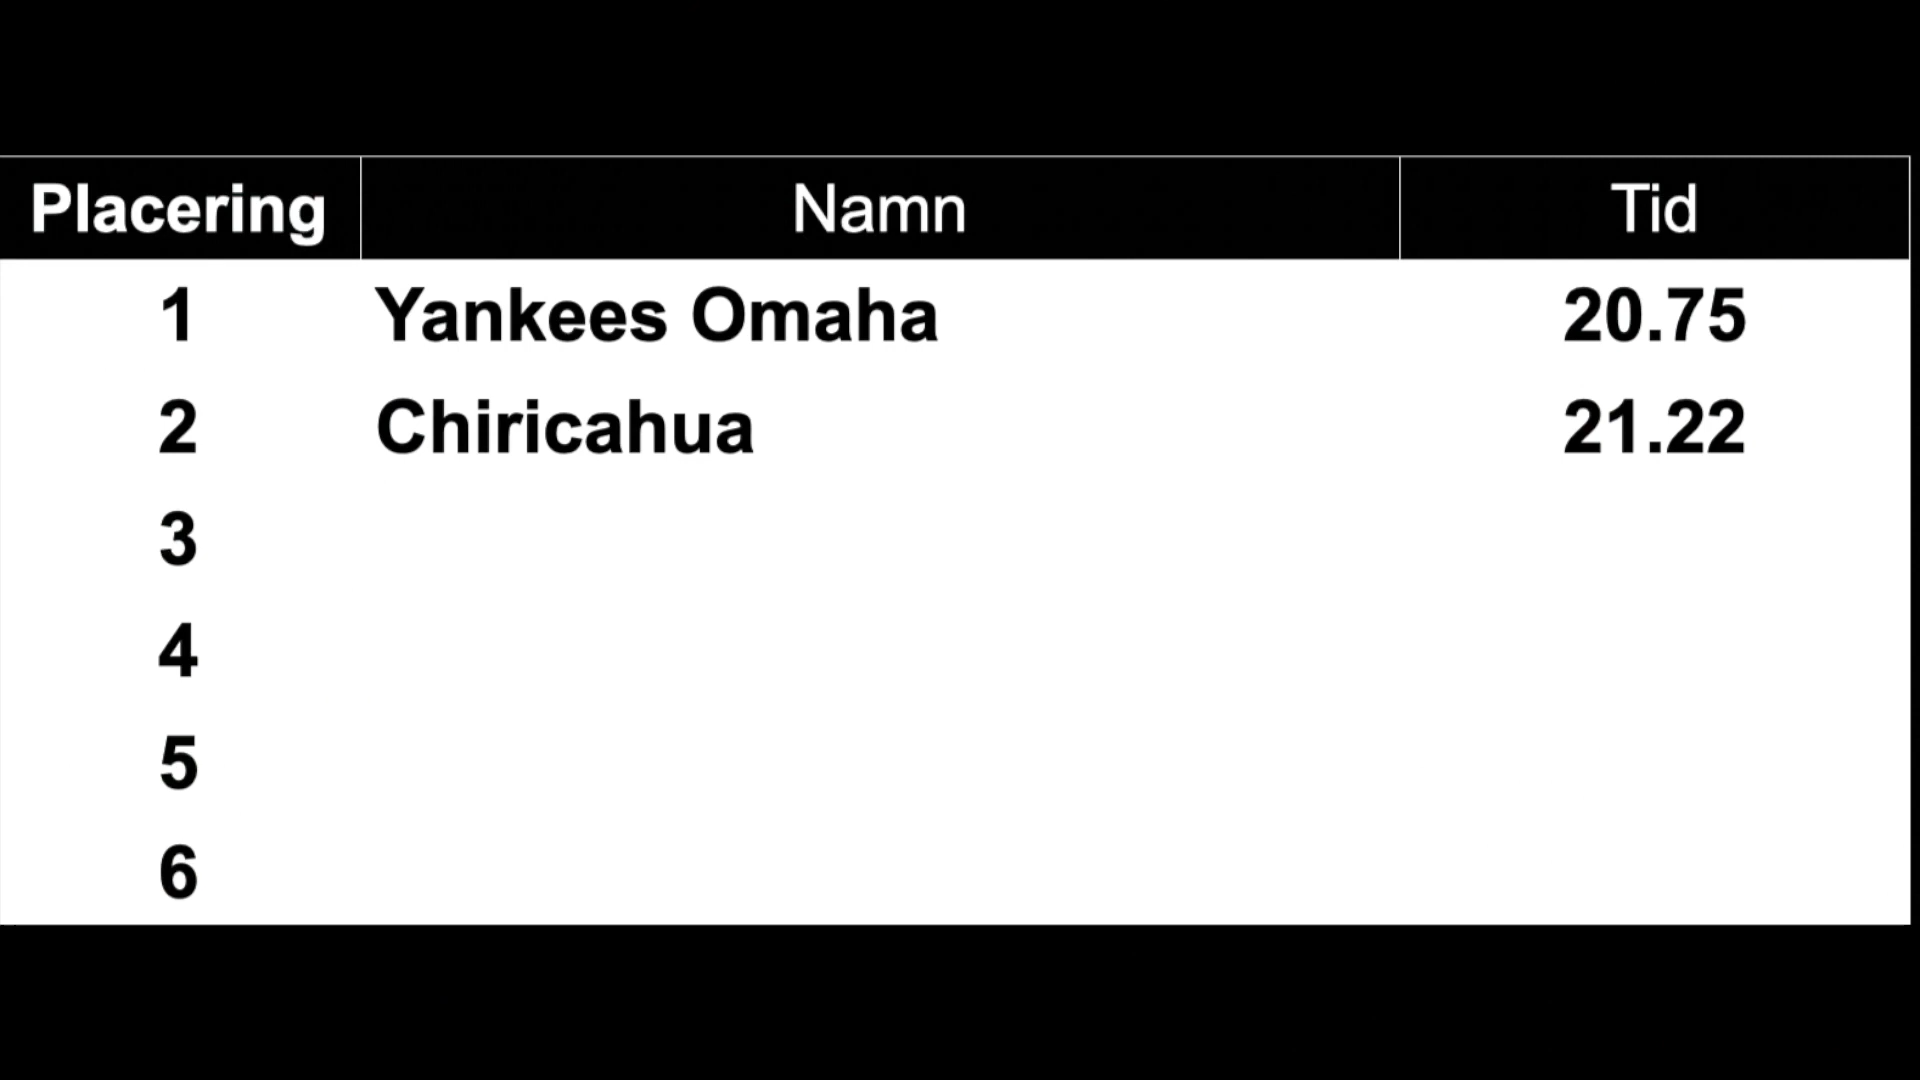 Placering Namn Tid
1 Yankees Omaha 20.75
2 Chiricahua 21.22
3
4
5
6